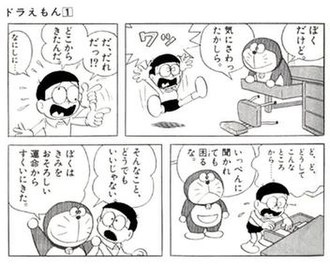 ドラえもん1
ぼく
だけど。
気にさわっ
たかしら。
ワッ
だ、だれ
だっ!?
どこから
きたんだ。
なにしに…!
ど、ど、
どうして
こんな
ところ
から…
いっぺんに
聞かれ
ても
困る
な。
そんなこと、
どうでも
いいじゃない
ぼくは
きみを
おそろしい
運命から
すくいにきた。